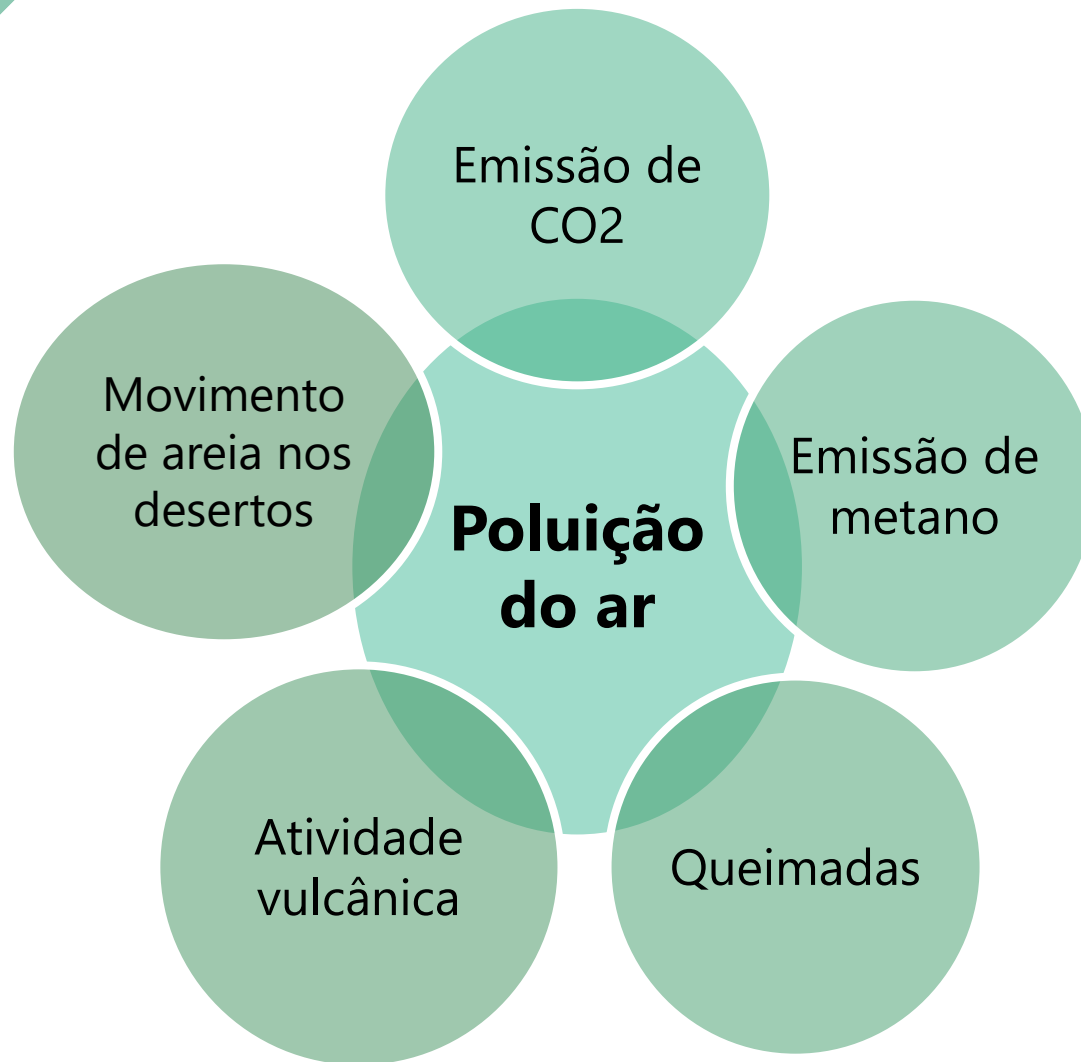 Emissão de
CO2
Movimento
de areia nos
desertos
Emissão de
metano
Poluição
do ar
Atividade
vulcânica
Queimadas